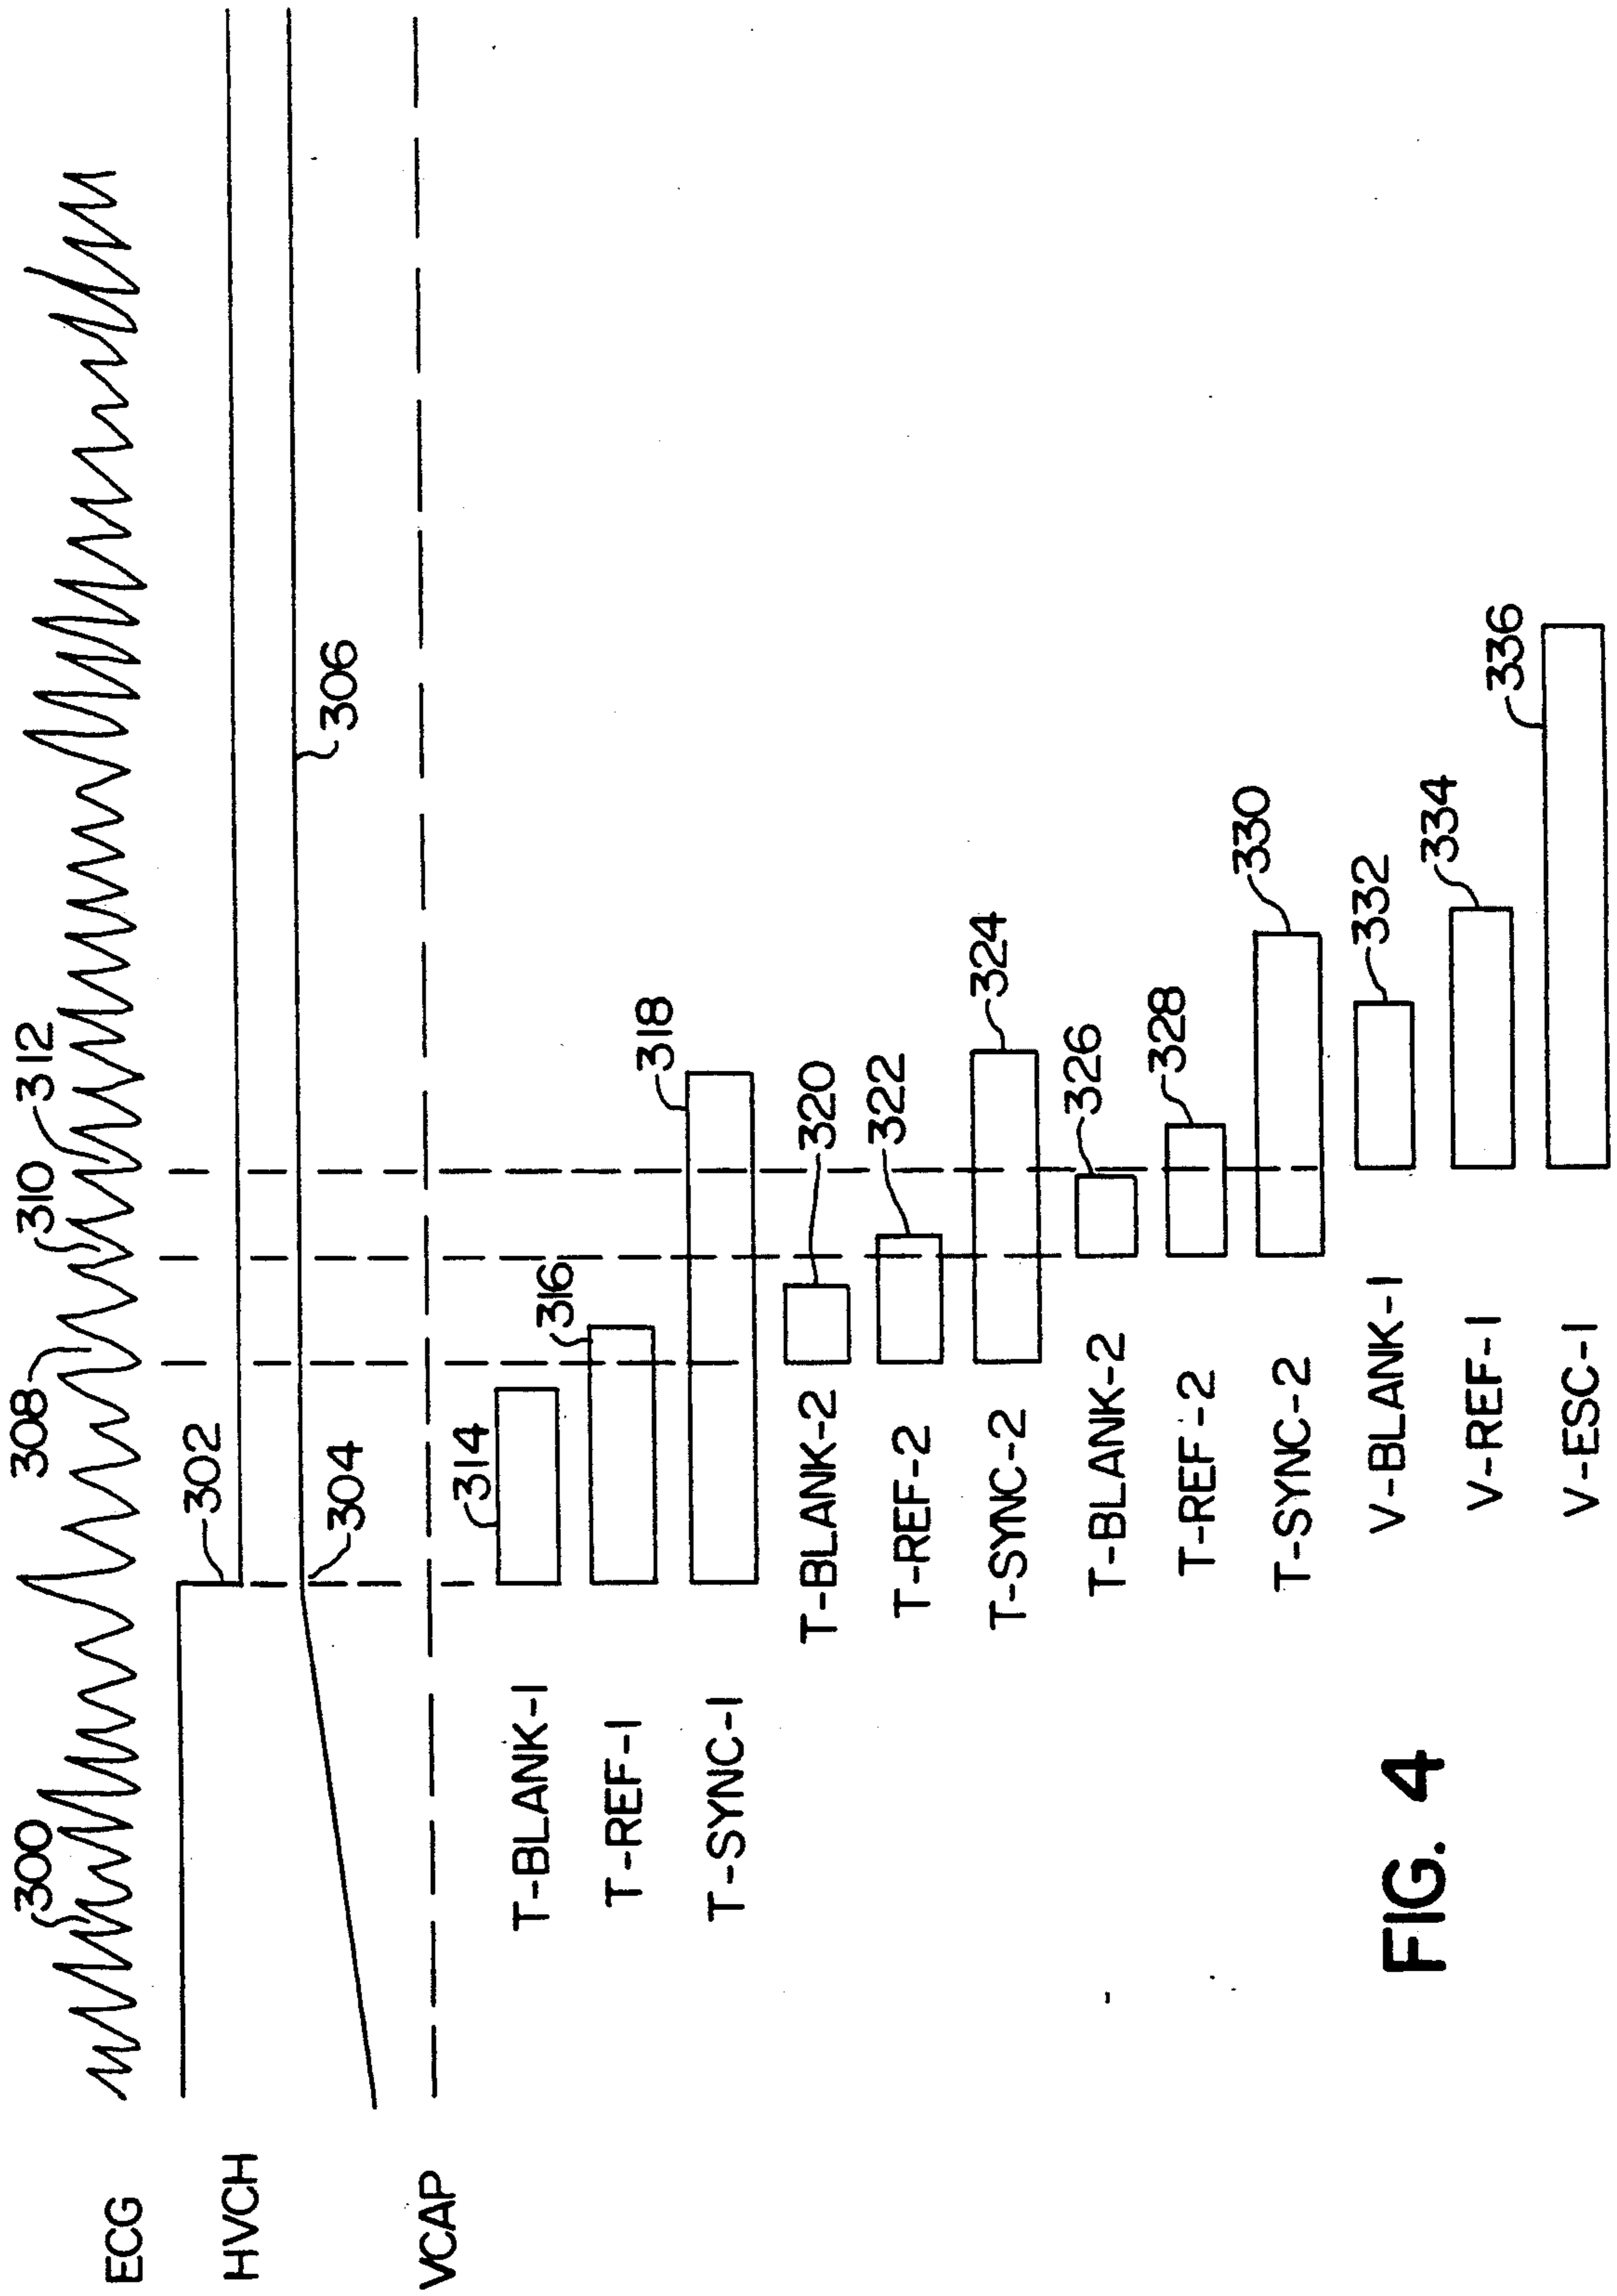 300
308
310
312
ECG
302
HVCH
304
306
VCAP
314
T-BLANK-1
316
T-REF-1
318
T-SYNC-1
320
T-BLANK-2
322
T-REF-2
324
T-SYNC-2
326
T-BLANK-2
328
T-REF-2
330
T-SYNC-2
332
V-BLANK-1
334
V-REF-1
336
V-ESC-1
FIG. 4